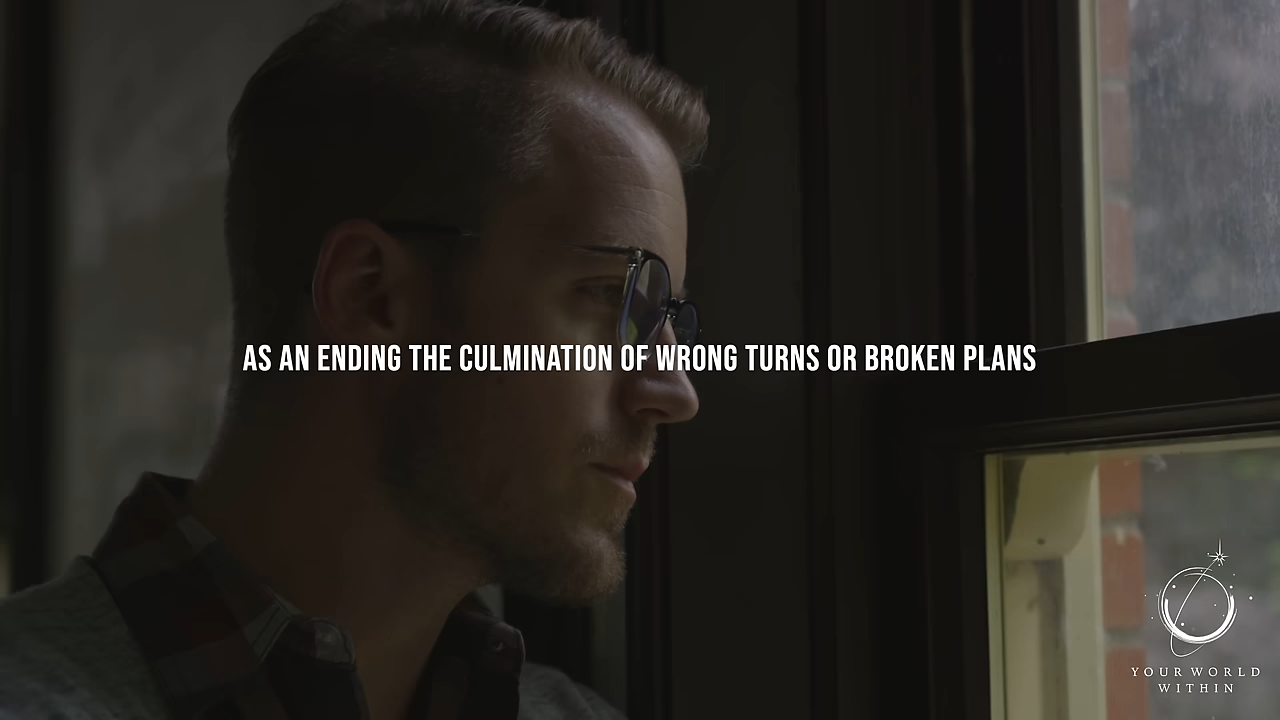 AS AN ENDING THE CULMINATION OF WRONG TURNS OR BROKEN PLANS
YOUR WORLD
WITHIN